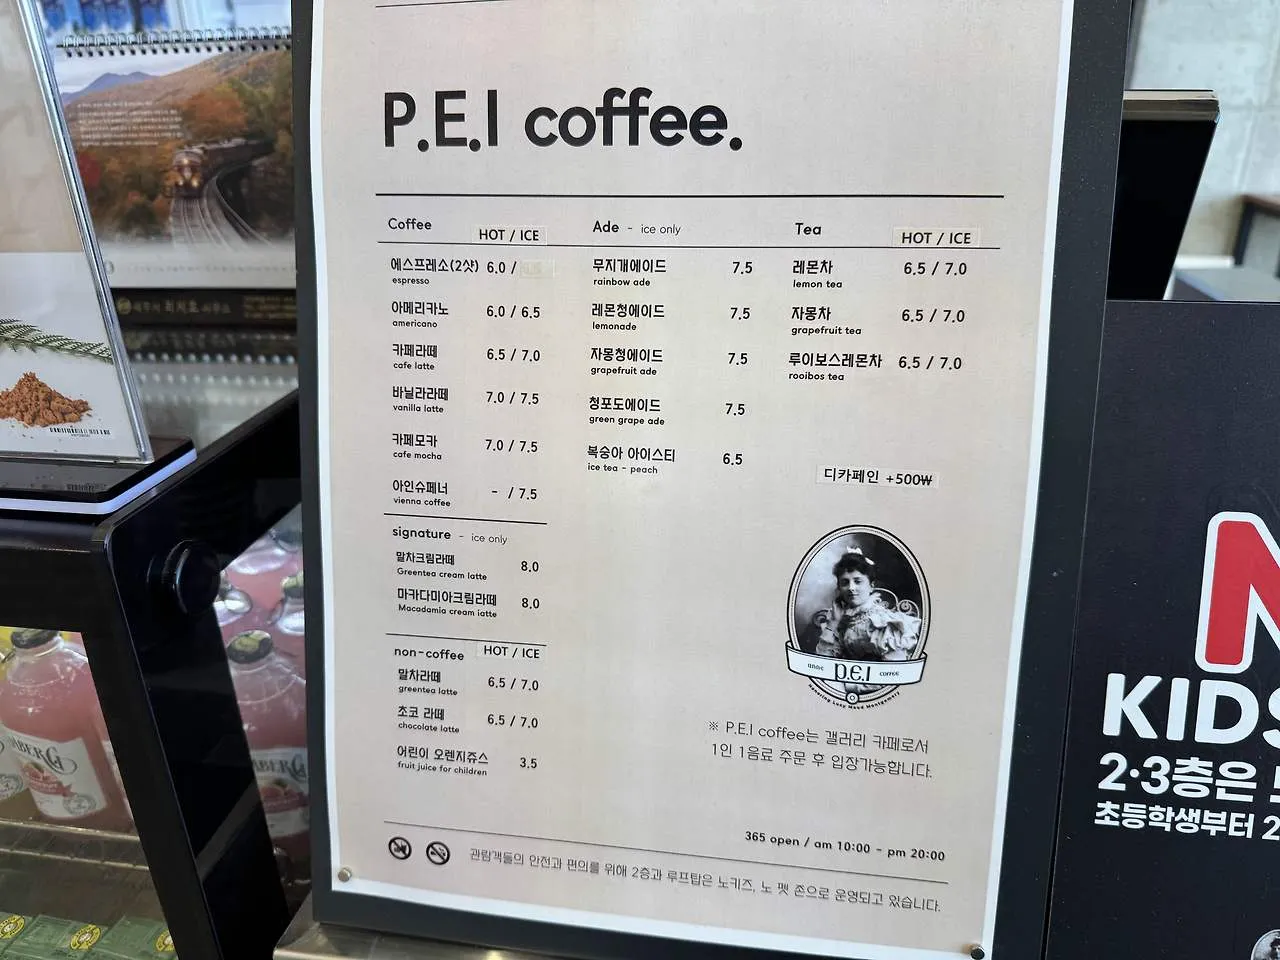 P.E.I coffee.
Coffee HOT / ICE
에스프레소(2샷) 6.0 /
espresso
아메리카노 6.0 / 6.5
americano
카페라떼 6.5 / 7.0
cafe latte
바닐라라떼 7.0 / 7.5
vanilla latte
카페모카 7.0 / 7.5
cafe mocha
아인슈페너 - / 7.5
vienna coffee
signature - ice only
말차크림라떼 8.0
Greentea cream latte
마카다미아크림라떼 8.0
Macadamia cream latte
non-coffee HOT / ICE
말차라떼 6.5 / 7.0
greentea latte
초코 라떼 6.5 / 7.0
chocolate latte
어린이 오렌지쥬스 3.5
fruit juice for children
Ade - ice only
무지개에이드 7.5
rainbow ade
레몬청에이드 7.5
lemonade
자몽청에이드 7.5
grapefruit ade
청포도에이드 7.5
green grape ade
복숭아 아이스티 6.5
ice tea - peach
Tea HOT / ICE
레몬차 6.5 / 7.0
lemon tea
자몽차 6.5 / 7.0
grapefruit tea
루이보스레몬차 6.5 / 7.0
rooibos tea
디카페인 +500₩
anne p.e.i COFFEE
Honoring Lucy Maud Montgomery
※ P.E.I coffee는 갤러리 카페로서
1인 1음료 주문 후 입장가능합니다.
365 open / am 10:00 - pm 20:00
관람객들의 안전과 편의를 위해 2층과 루프탑은 노키즈, 노 펫 존으로 운영되고 있습니다.
N
KIDS
2·3층은
초등학생부터 2